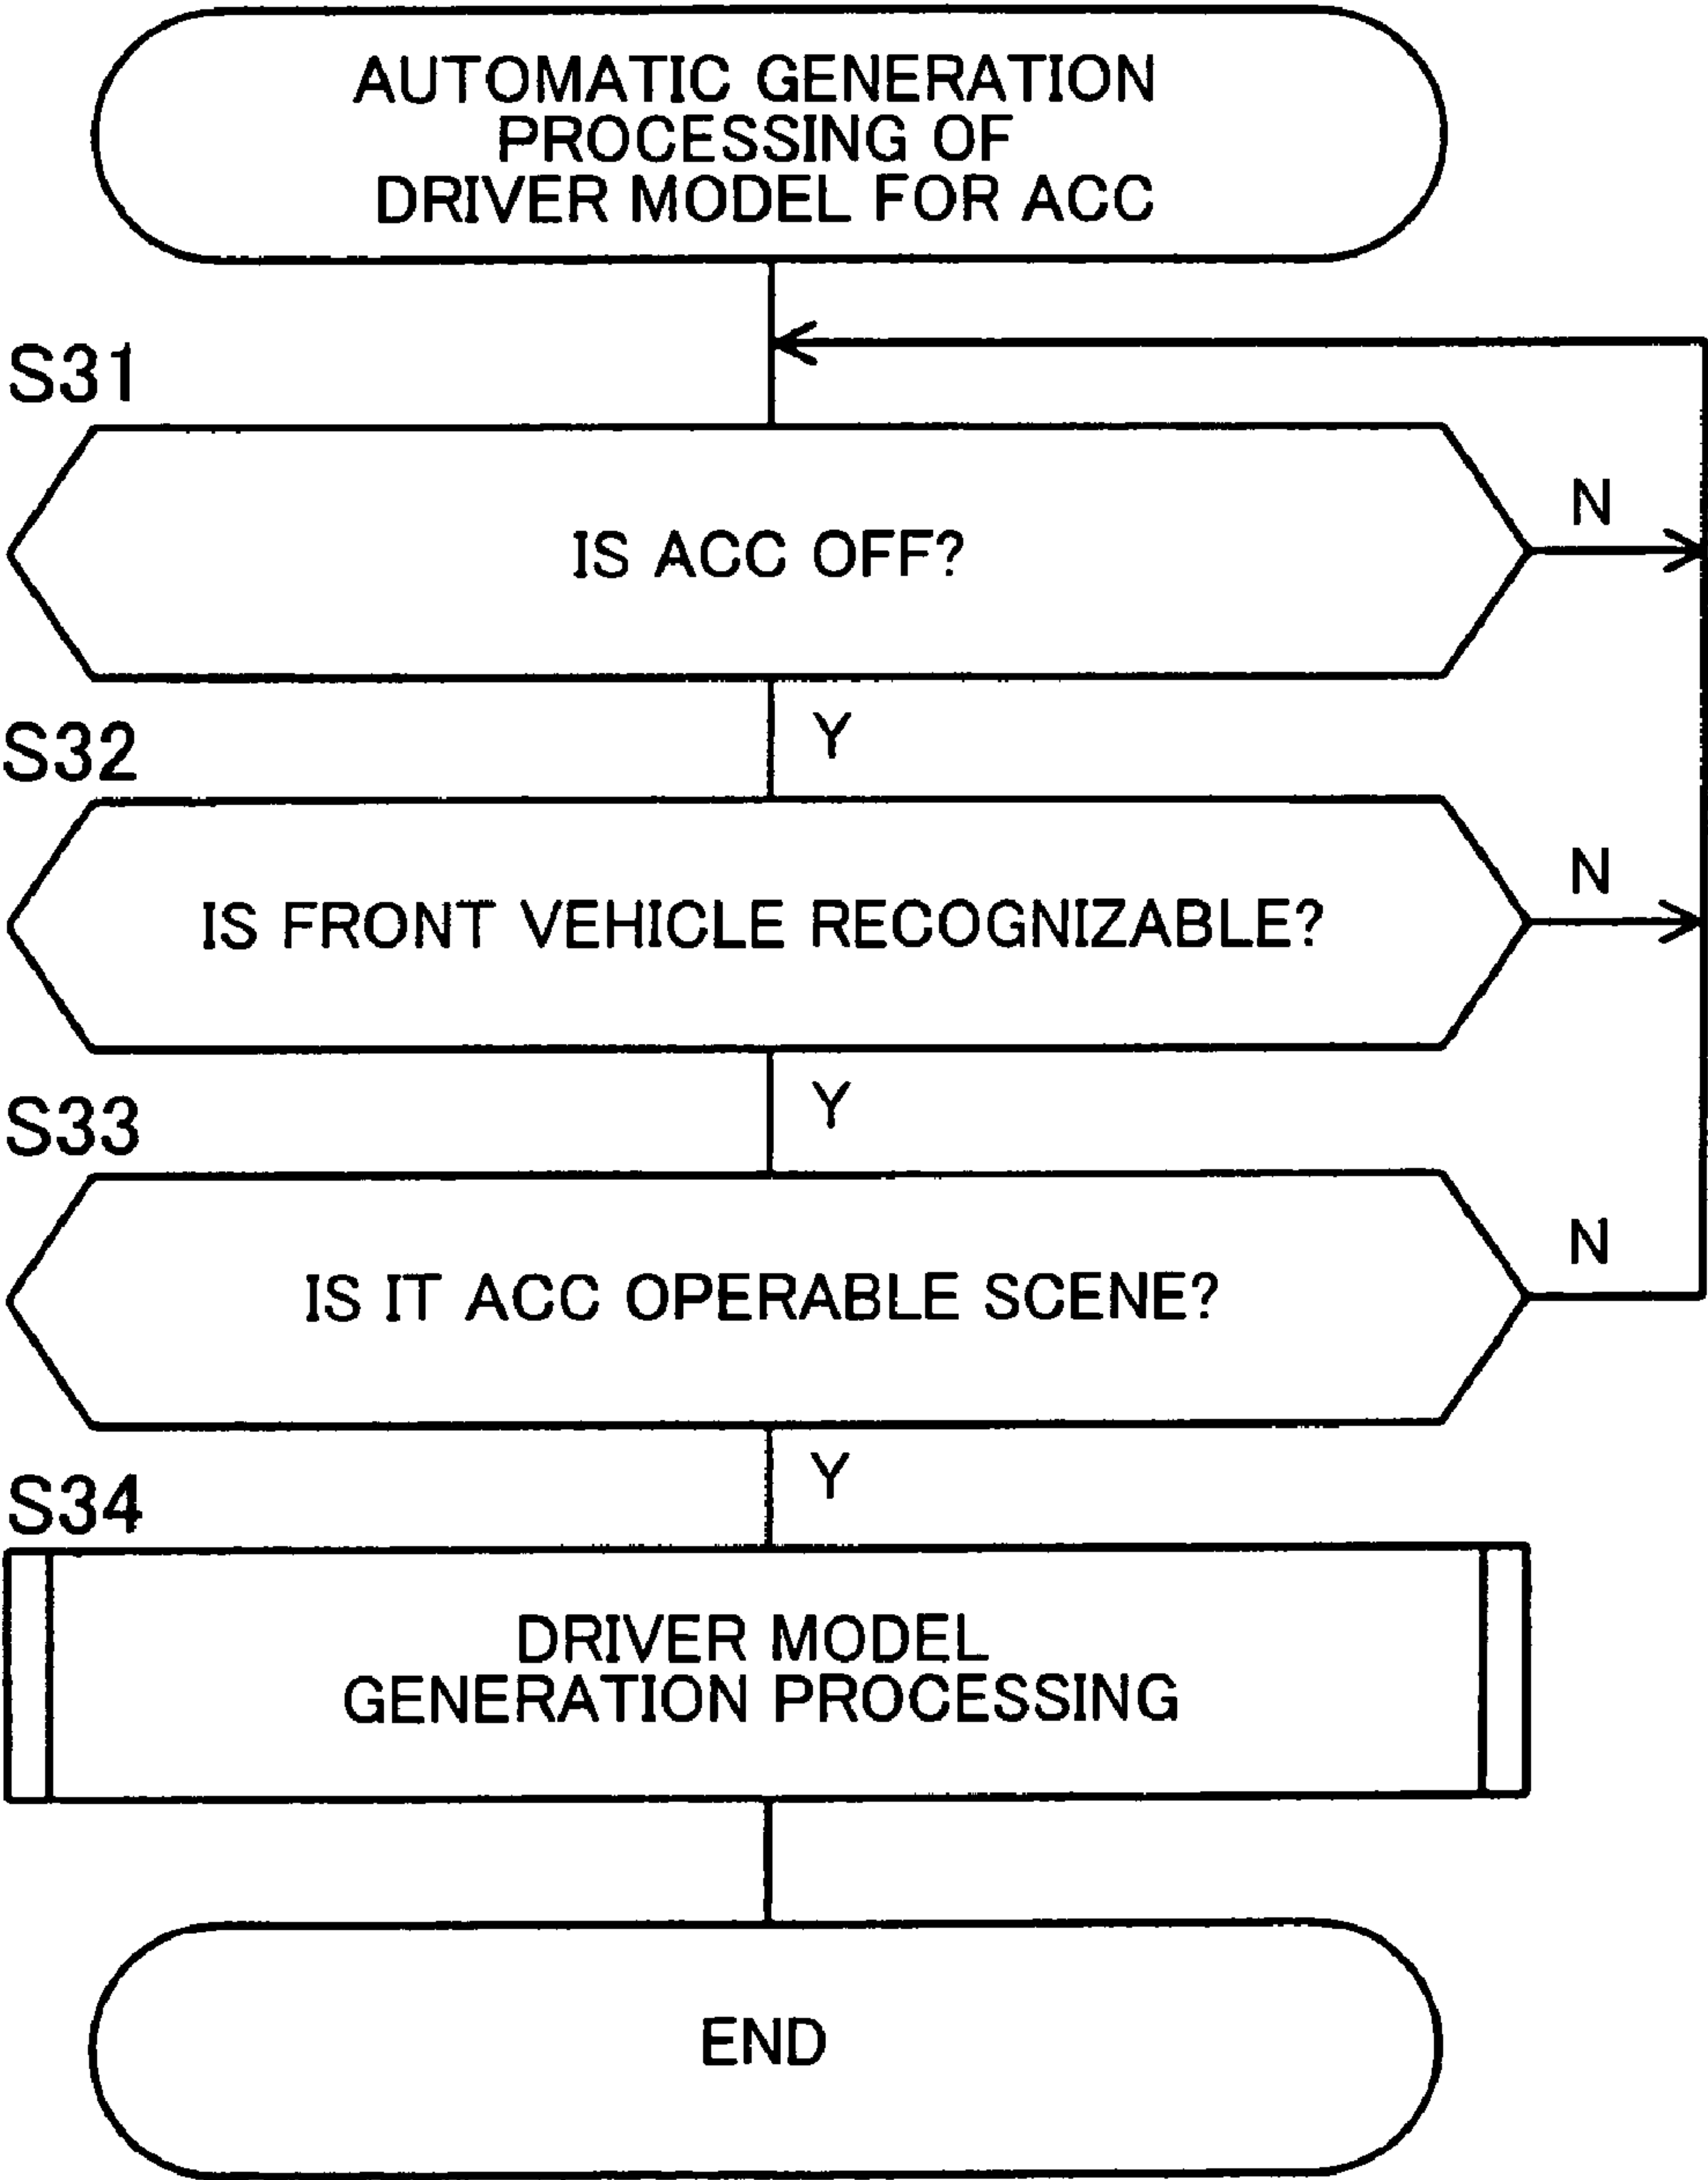 AUTOMATIC GENERATION
PROCESSING OF
DRIVER MODEL FOR ACC
S31
IS ACC OFF?
N
Y
S32
IS FRONT VEHICLE RECOGNIZABLE?
N
Y
S33
IS IT ACC OPERABLE SCENE?
N
Y
S34
DRIVER MODEL
GENERATION PROCESSING
END